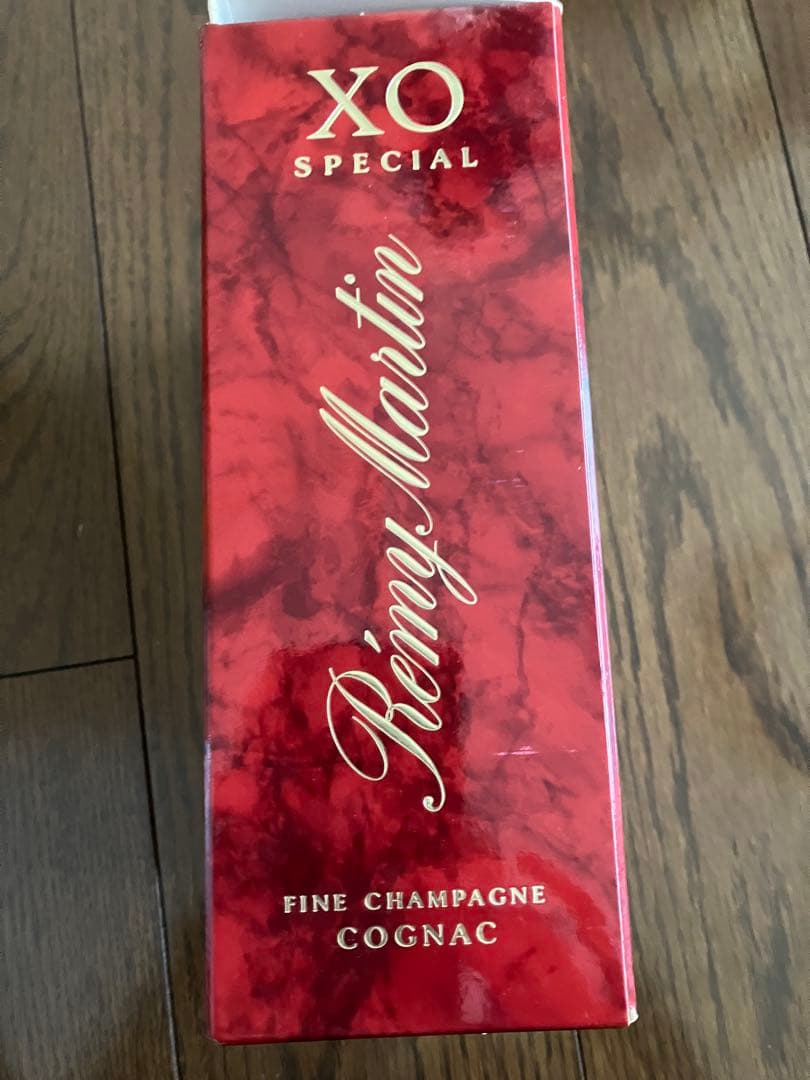 XO
SPECIAL
Rémy Martin
FINE CHAMPAGNE
COGNAC